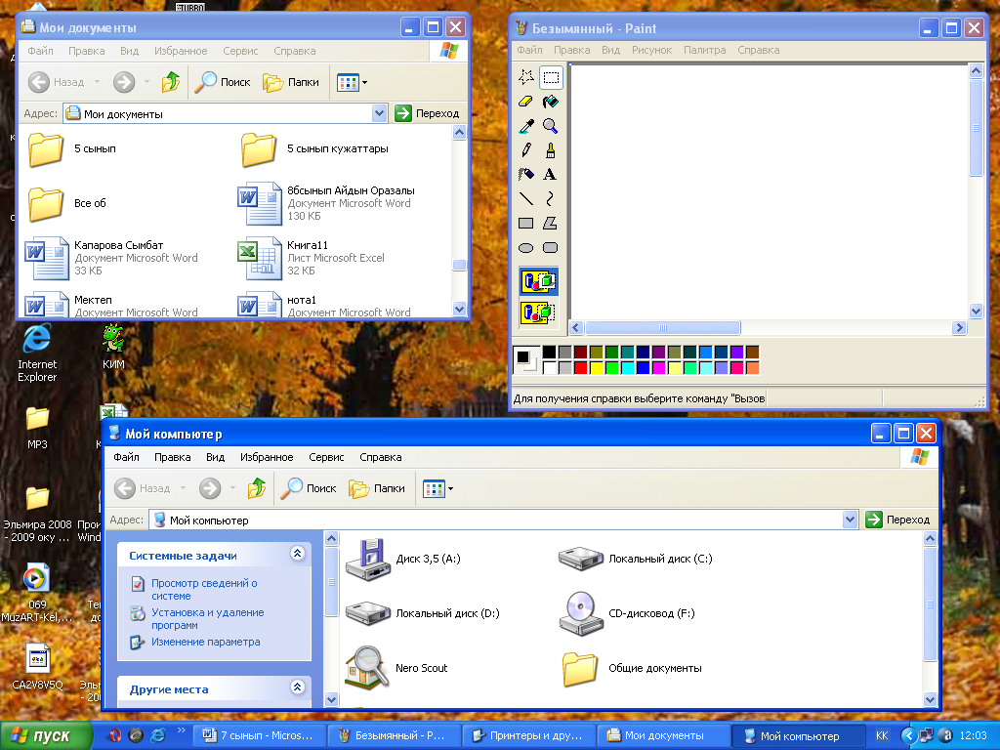 TURBO
Мои документы
Файл Правка Вид Избранное Сервис Справка
Назад Поиск Папки
Адрес: Мои документы Переход
5 сынып
5 сынып кужаттары
Все об
8бсынып Айдын Оразалы
Документ Microsoft Word
130 КБ
Капарова Сымбат
Документ Microsoft Word
33 КБ
Книга11
Лист Microsoft Excel
32 КБ
Мектеп
Документ Microsoft Word
нота1
Документ Microsoft Word
Безымянный - Paint
Файл Правка Вид Рисунок Палитра Справка
Для получения справки выберите команду "Вызов
Internet
Explorer
КИМ
MP3
Эльмира 2008
- 2009 оку ...
069
MuzART-Kel,...
CA2V8V5Q
Мой компьютер
Файл Правка Вид Избранное Сервис Справка
Назад Поиск Папки
Адрес: Мой компьютер Переход
Системные задачи
Просмотр сведений о
системе
Установка и удаление
программ
Изменение параметра
Другие места
Диск 3,5 (A:)
Локальный диск (C:)
Локальный диск (D:)
CD-дисковод (F:)
Nero Scout
Общие документы
пуск
7 сынып - Micros...
Безымянный - P...
Принтеры и дру...
Мои документы
Мой компьютер
KK
12:03